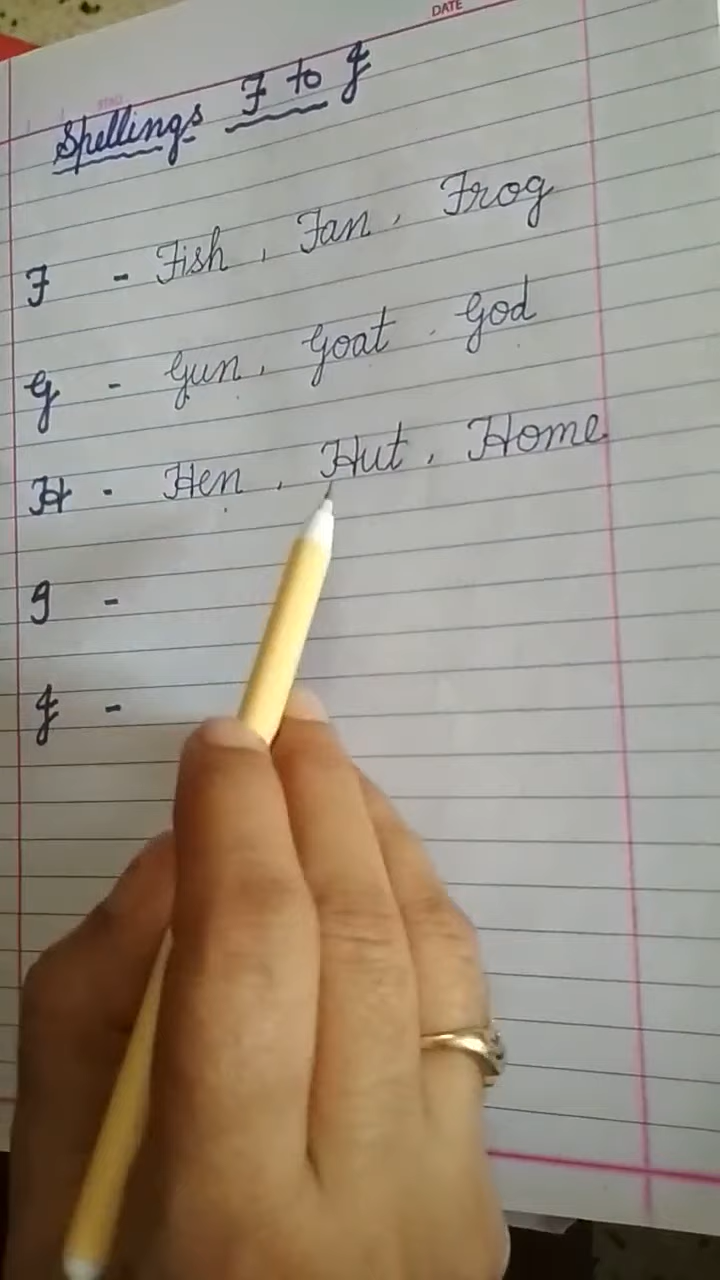 DATE
Spellings F to J
F - Fish, Fan, Frog
G - Gun, Goat, God
H - Hen, Hut, Home
I -
J -